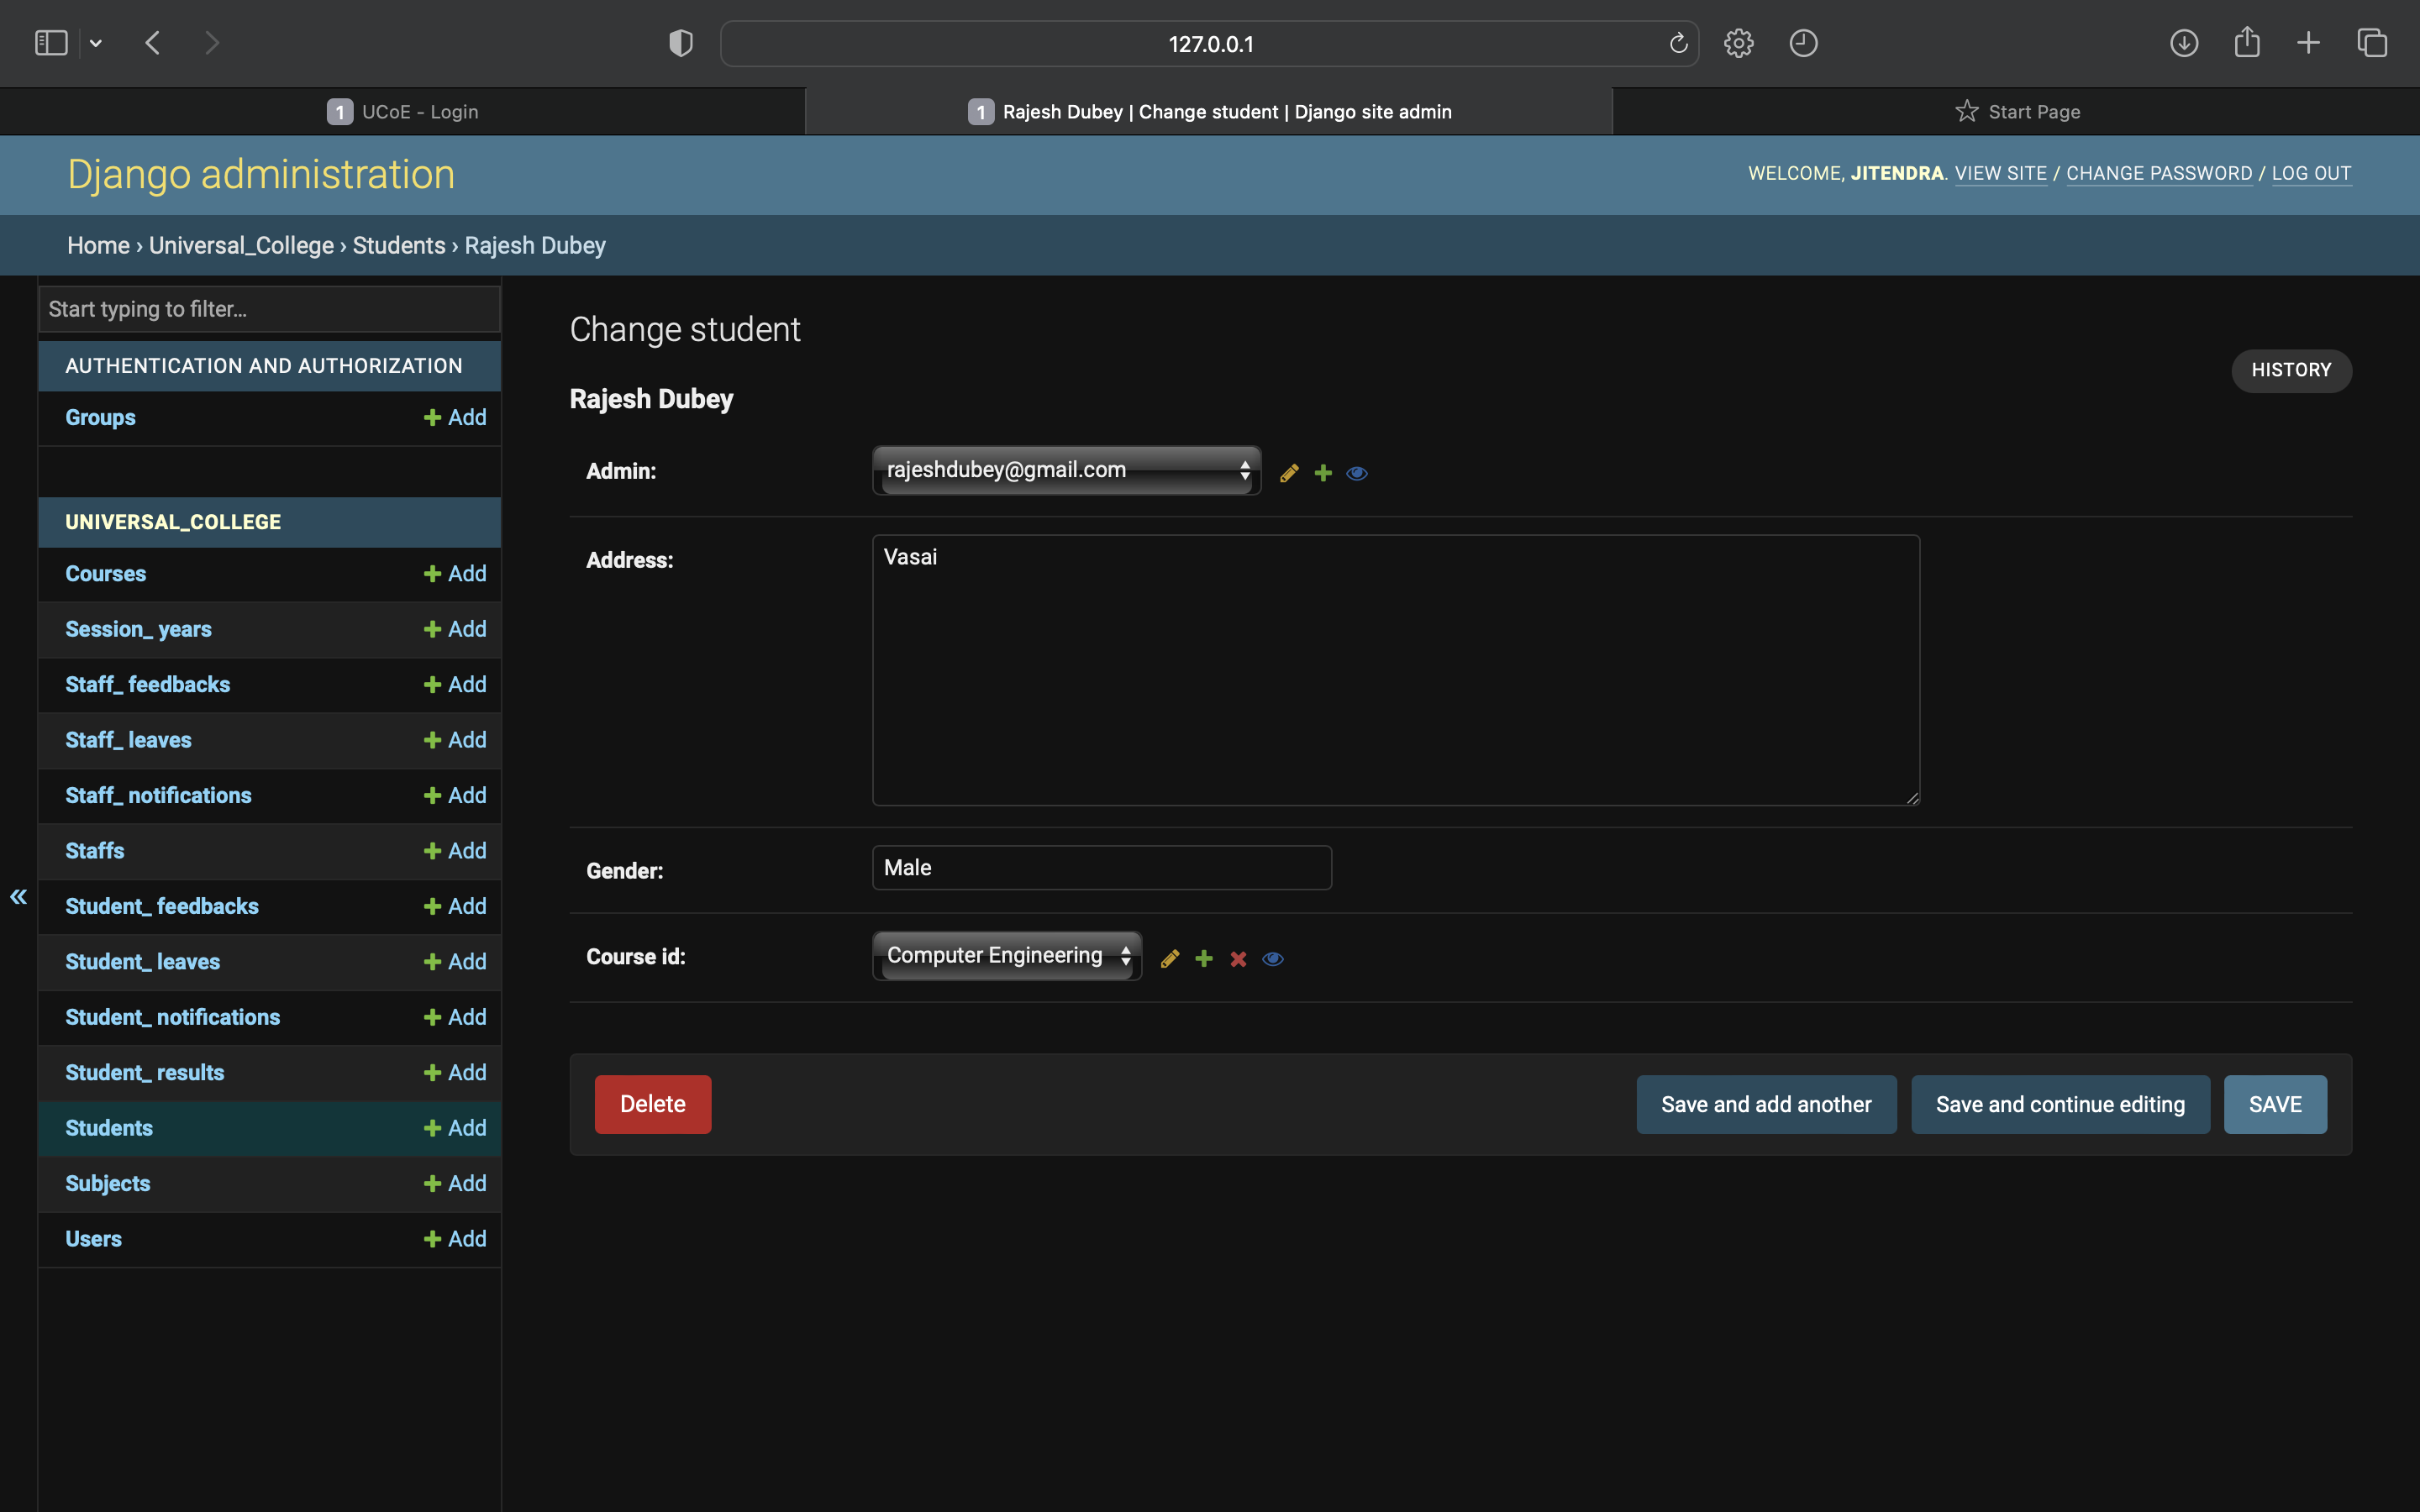 127.0.0.1
1 UCoE - Login
1 Rajesh Dubey | Change student | Django site admin
Start Page
Django administration
WELCOME, JITENDRA. VIEW SITE / CHANGE PASSWORD / LOG OUT
Home › Universal_College › Students › Rajesh Dubey
Start typing to filter...
AUTHENTICATION AND AUTHORIZATION
Groups + Add
UNIVERSAL_COLLEGE
Courses + Add
Session_ years + Add
Staff_ feedbacks + Add
Staff_ leaves + Add
Staff_ notifications + Add
Staffs + Add
Student_ feedbacks + Add
Student_ leaves + Add
Student_ notifications + Add
Student_ results + Add
Students + Add
Subjects + Add
Users + Add
«
Change student
HISTORY
Rajesh Dubey
Admin: rajeshdubey@gmail.com
Address: Vasai
Gender: Male
Course id: Computer Engineering
Delete
Save and add another
Save and continue editing
SAVE